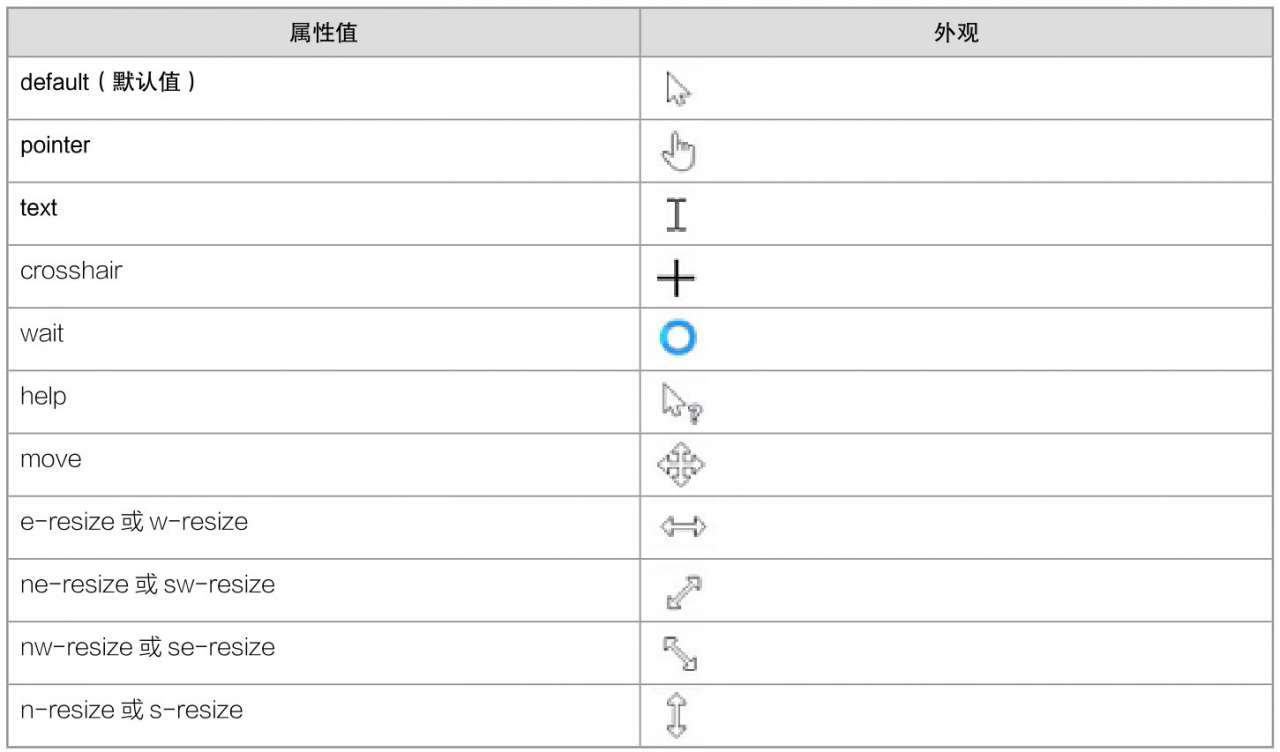 属性值 外观
default（默认值）
pointer
text
crosshair
wait
help
move
e-resize 或 w-resize
ne-resize 或 sw-resize
nw-resize 或 se-resize
n-resize 或 s-resize